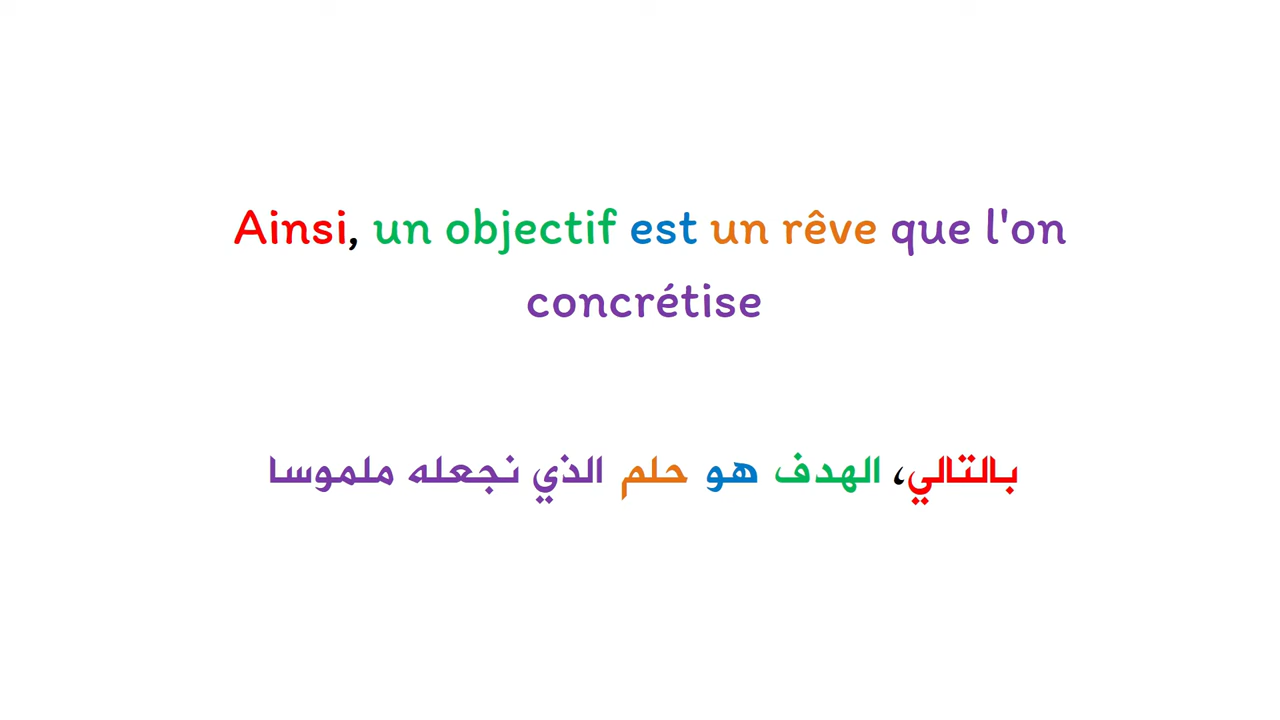 Ainsi, un objectif est un rêve que l'on
concrétise
بالتالي، الهدف هو حلم الذي نجعله ملموسا